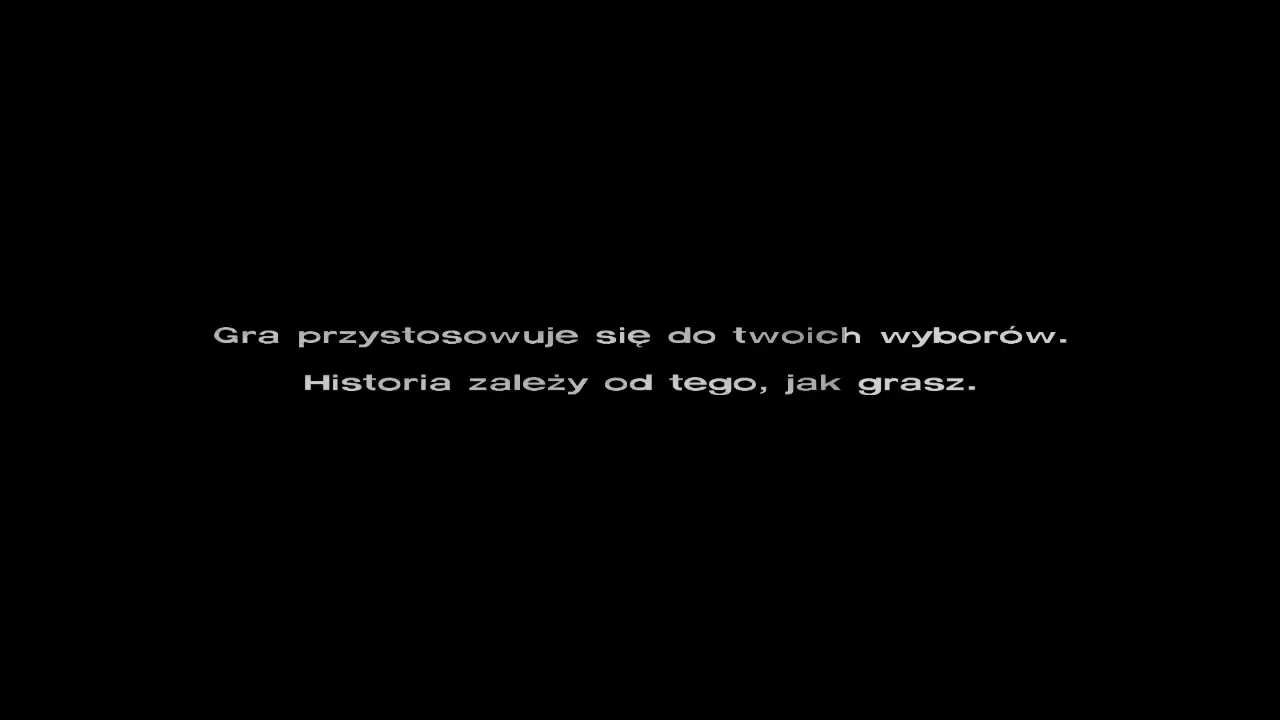 Gra przystosowuje się do twoich wyborów.
Historia zależy od tego, jak grasz.